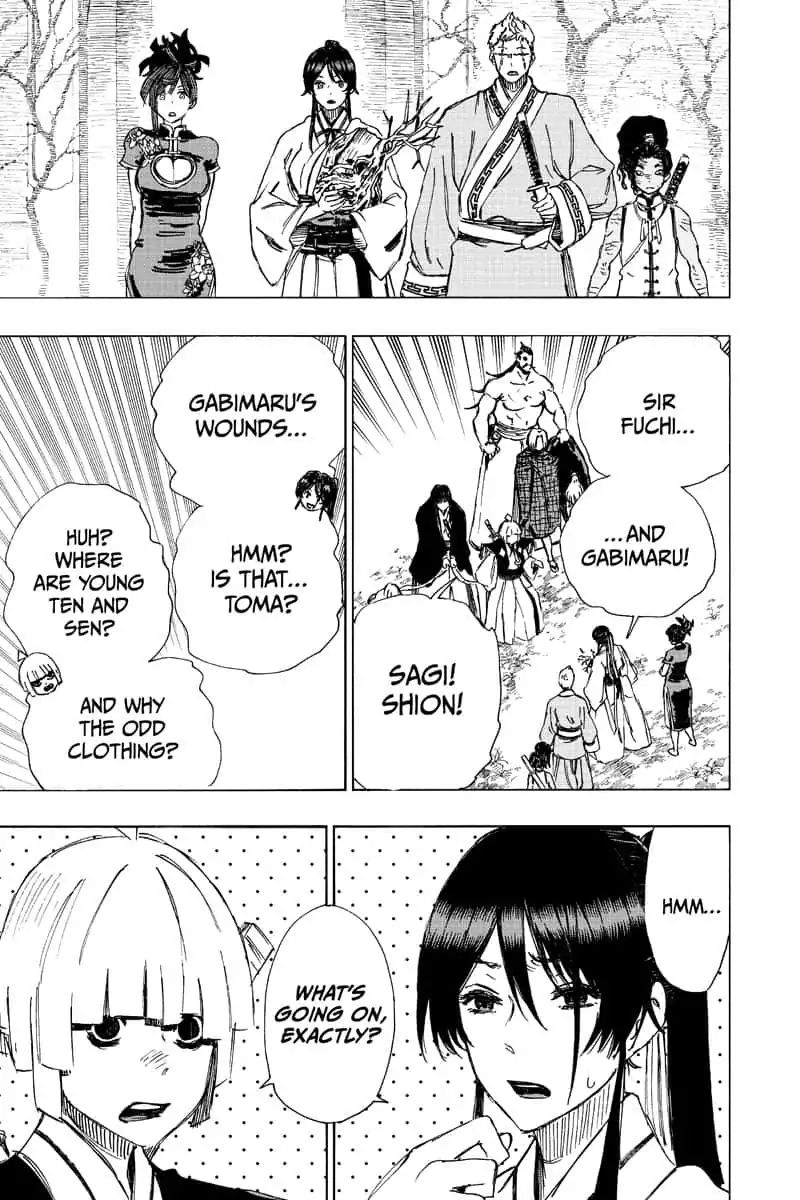 SIR
FUCHI...
...AND
GABIMARU!
SAGI!
SHION!
GABIMARU'S
WOUNDS...
HMM?
IS THAT...
TOMA?
HUH?
WHERE
ARE YOUNG
TEN AND
SEN?
AND WHY
THE ODD
CLOTHING?
HMM...
WHAT'S
GOING ON,
EXACTLY?